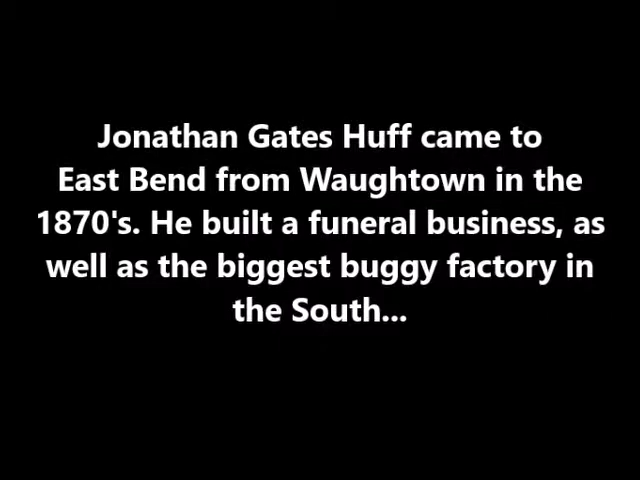 Jonathan Gates Huff came to
East Bend from Waughtown in the
1870's. He built a funeral business, as
well as the biggest buggy factory in
the South...